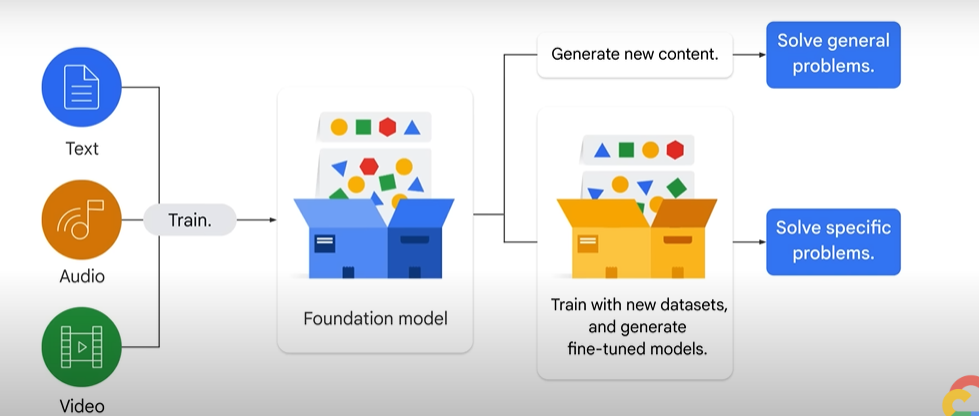 Text
Audio
Video
Train.
Foundation model
Generate new content.
Solve general
problems.
Train with new datasets,
and generate
fine-tuned models.
Solve specific
problems.